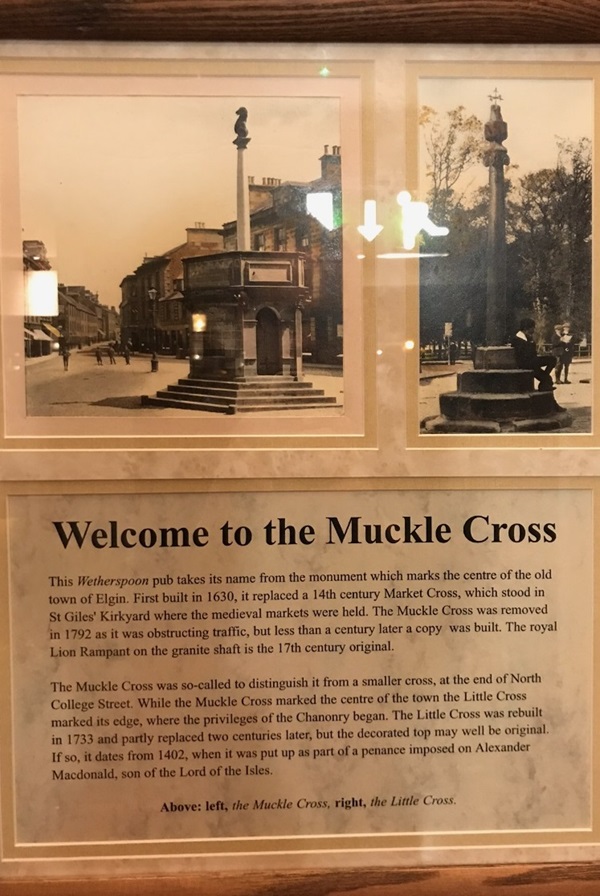 Welcome to the Muckle Cross
This Wetherspoon pub takes its name from the monument which marks the centre of the old
town of Elgin. First built in 1630, it replaced a 14th century Market Cross, which stood in
St Giles' Kirkyard where the medieval markets were held. The Muckle Cross was removed
in 1792 as it was obstructing traffic, but less than a century later a copy was built. The royal
Lion Rampant on the granite shaft is the 17th century original.
The Muckle Cross was so-called to distinguish it from a smaller cross, at the end of North
College Street. While the Muckle Cross marked the centre of the town the Little Cross
marked its edge, where the privileges of the Chanonry began. The Little Cross was rebuilt
in 1733 and partly replaced two centuries later, but the decorated top may well be original.
If so, it dates from 1402, when it was put up as part of a penance imposed on Alexander
Macdonald, son of the Lord of the Isles.
Above: left, the Muckle Cross, right, the Little Cross.